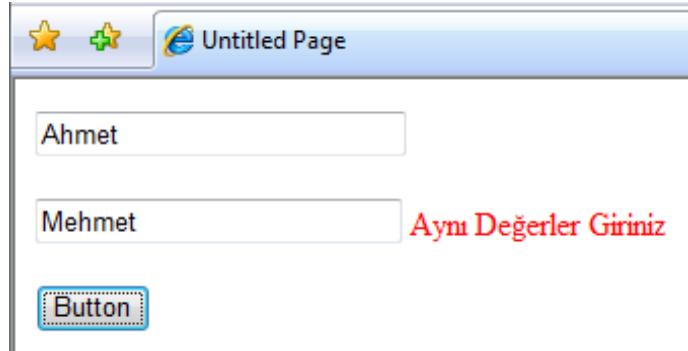 Untitled Page
Ahmet
Mehmet Aynı Değerler Giriniz
Button